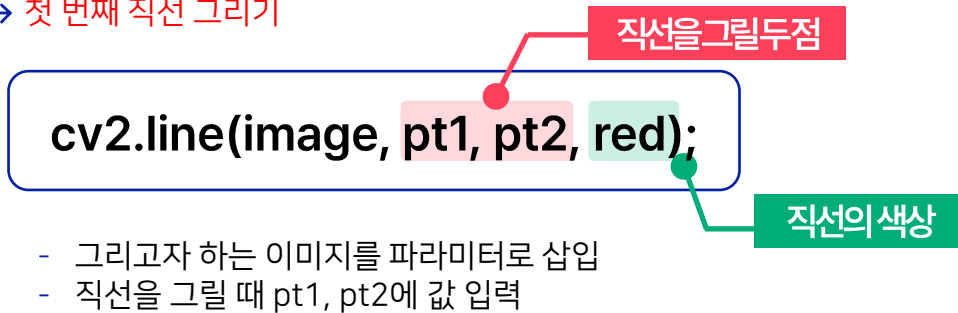 → 첫 번째 직선 그리기
직선을그릴두점
cv2.line(image, pt1, pt2, red);
직선의 색상
- 그리고자 하는 이미지를 파라미터로 삽입
- 직선을 그릴 때 pt1, pt2에 값 입력